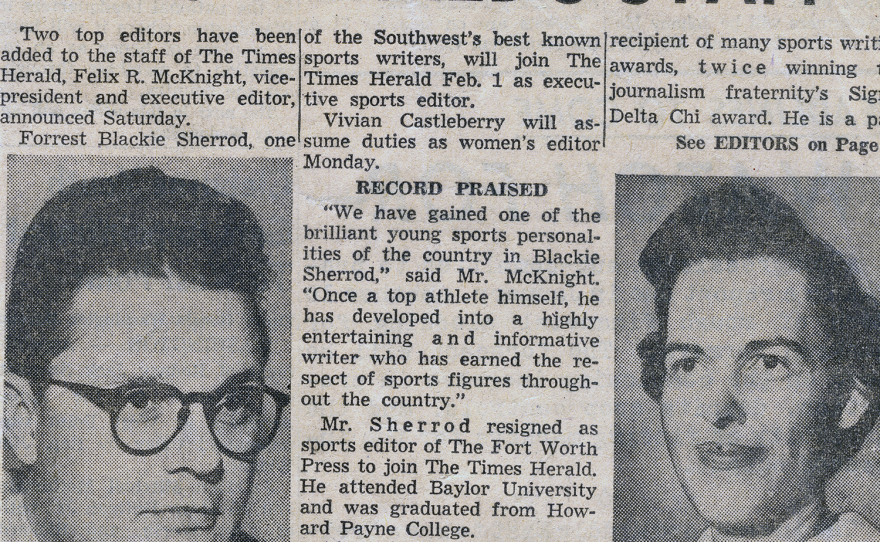 Two top editors have been
added to the staff of The Times
Herald, Felix R. McKnight, vice-
president and executive editor,
announced Saturday.
Forrest Blackie Sherrod, one
of the Southwest's best known
sports writers, will join The
Times Herald Feb. 1 as execu-
tive sports editor.
Vivian Castleberry will as-
sume duties as women's editor
Monday.
RECORD PRAISED
"We have gained one of the
brilliant young sports personal-
ities of the country in Blackie
Sherrod," said Mr. McKnight.
"Once a top athlete himself, he
has developed into a highly
entertaining and informative
writer who has earned the re-
spect of sports figures through-
out the country."
Mr. Sherrod resigned as
sports editor of The Fort Worth
Press to join The Times Herald.
He attended Baylor University
and was graduated from How-
ard Payne College.
recipient of many sports writi
awards, twice winning
journalism fraternity's Sig
Delta Chi award. He is a pa
See EDITORS on Page